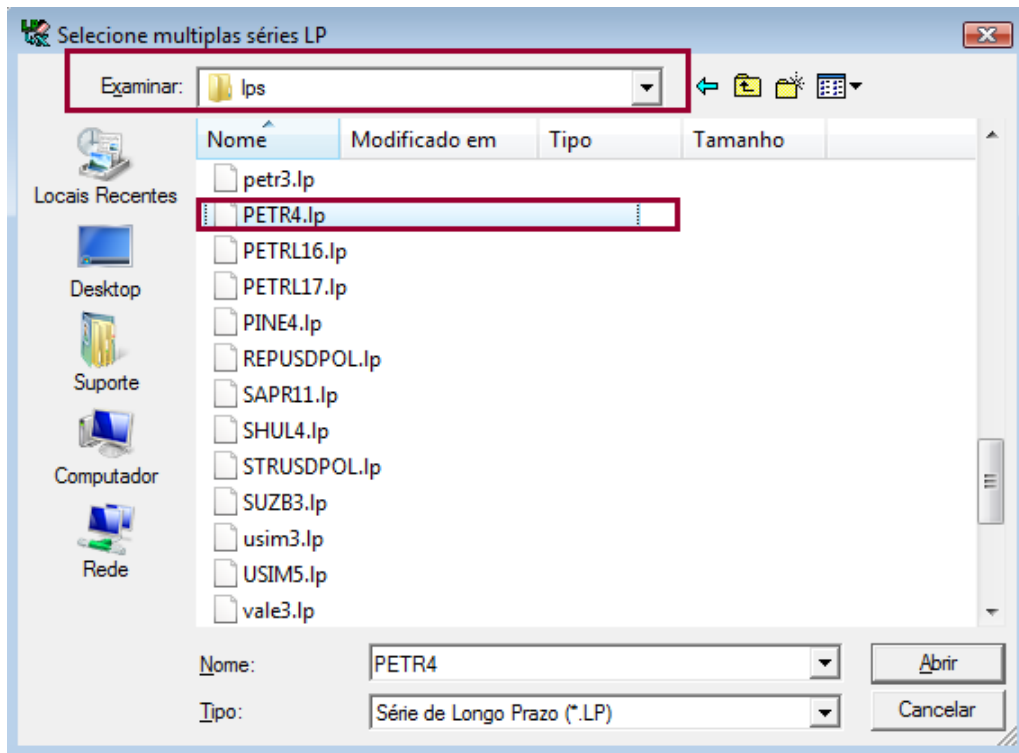 Selecione multiplas séries LP
Examinar: lps
Nome Modificado em Tipo Tamanho
petr3.lp
Locais Recentes
PETR4.lp
PETRL16.lp
Desktop
PETRL17.lp
PINE4.lp
REPUSDPOL.lp
Suporte
SAPR11.lp
SHUL4.lp
Computador
STRUSDPOL.lp
SUZB3.lp
usim3.lp
Rede
USIM5.lp
vale3.lp
Nome: PETR4 Abrir
Tipo: Série de Longo Prazo (*.LP) Cancelar